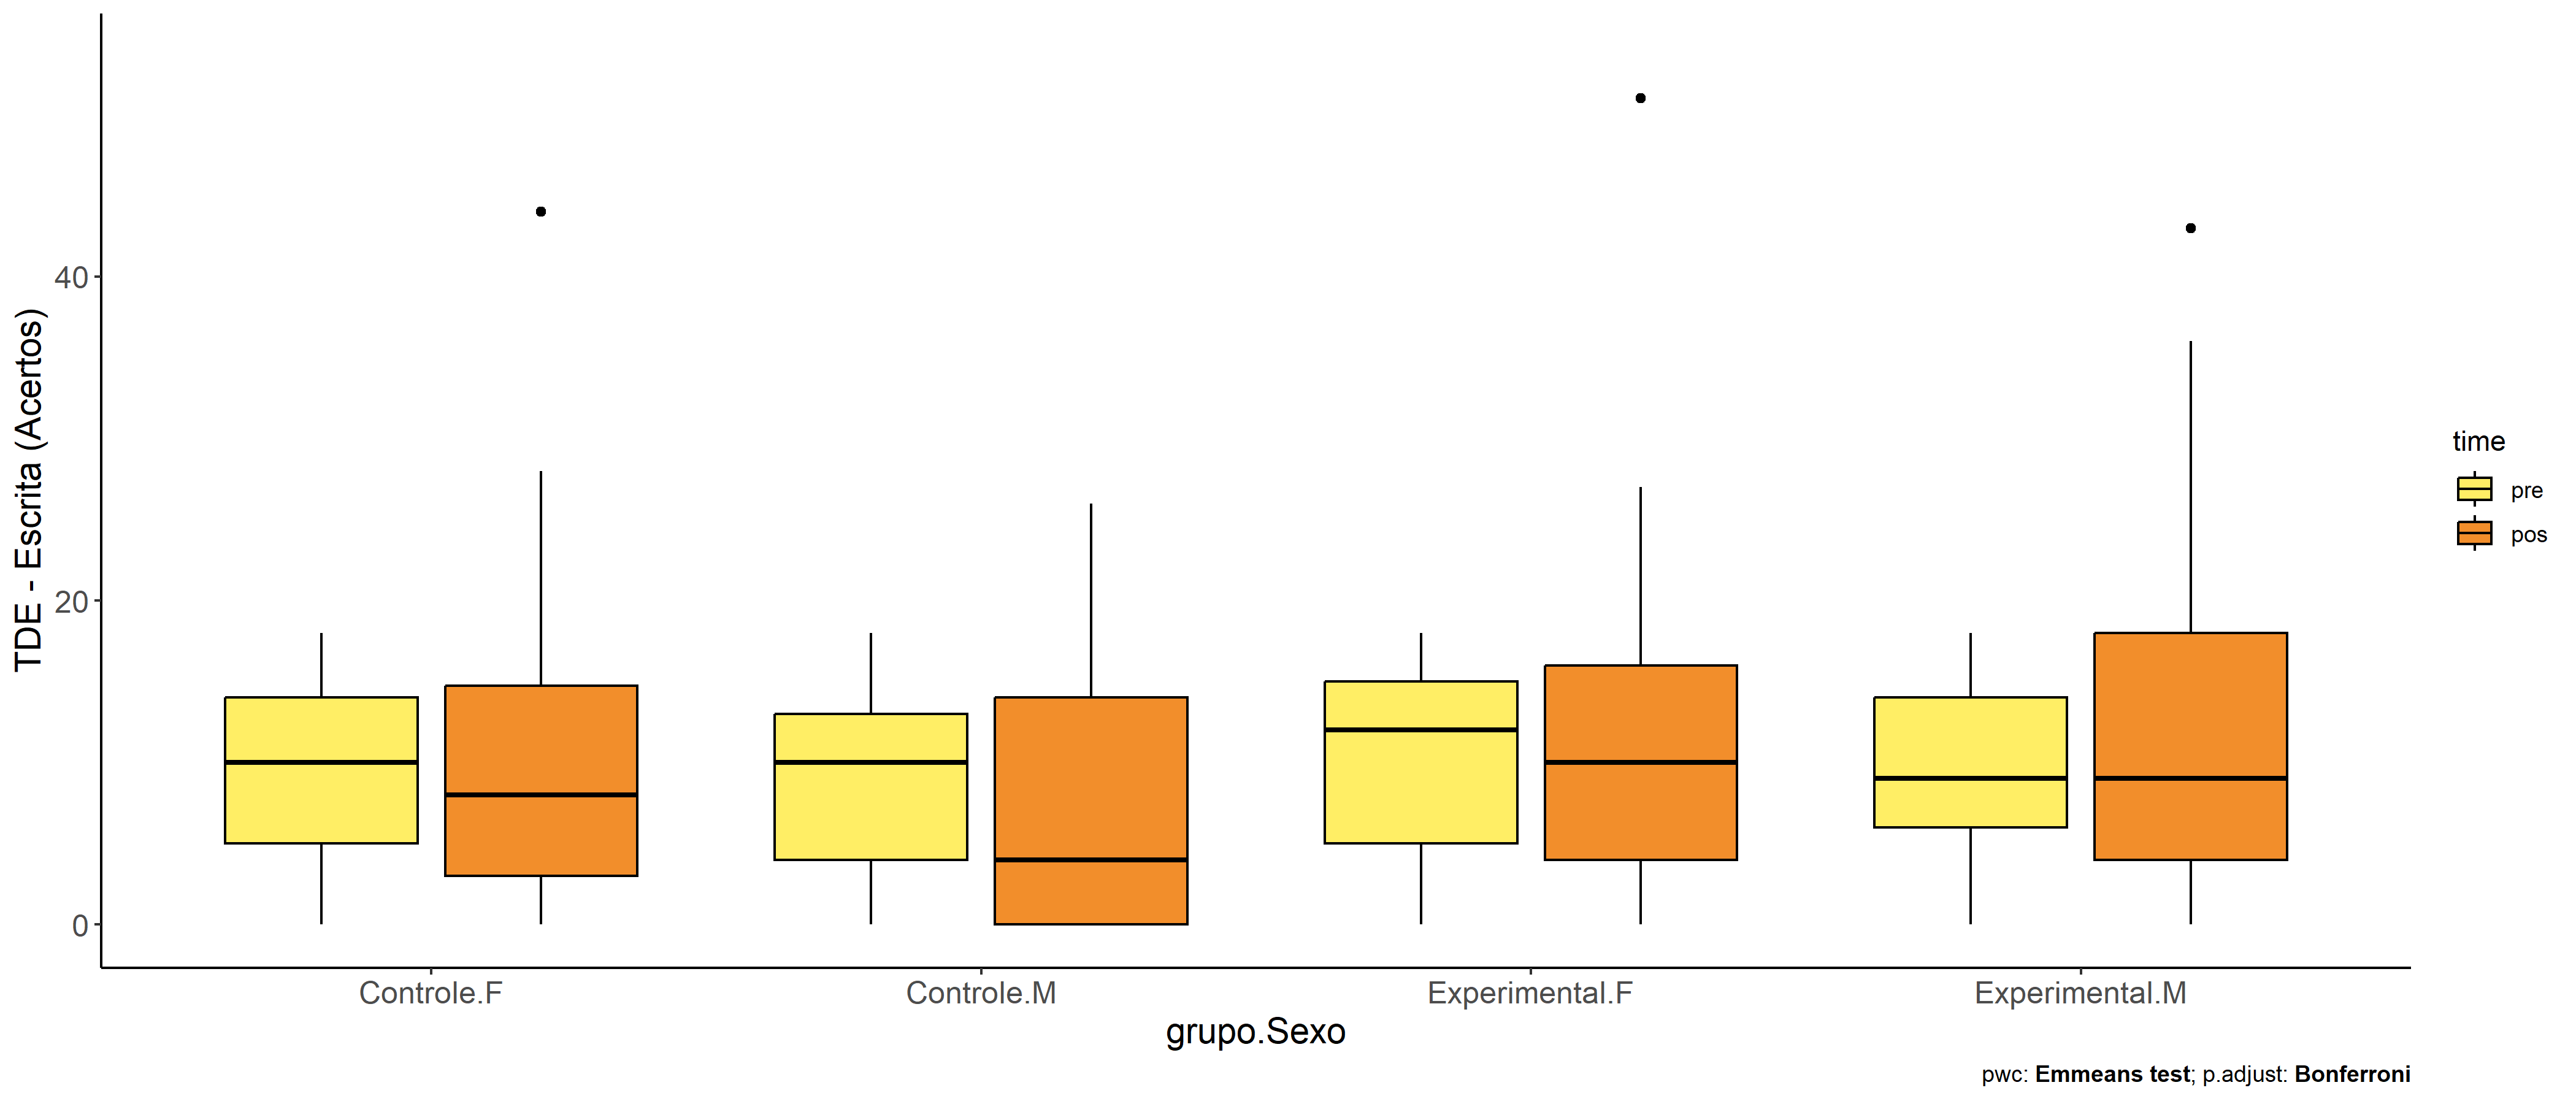 TDE - Escrita (Acertos)
40
20
0
Controle.F
Controle.M
Experimental.F
Experimental.M
grupo.Sexo
time
pre
pos
pwc: Emmeans test; p.adjust: Bonferroni